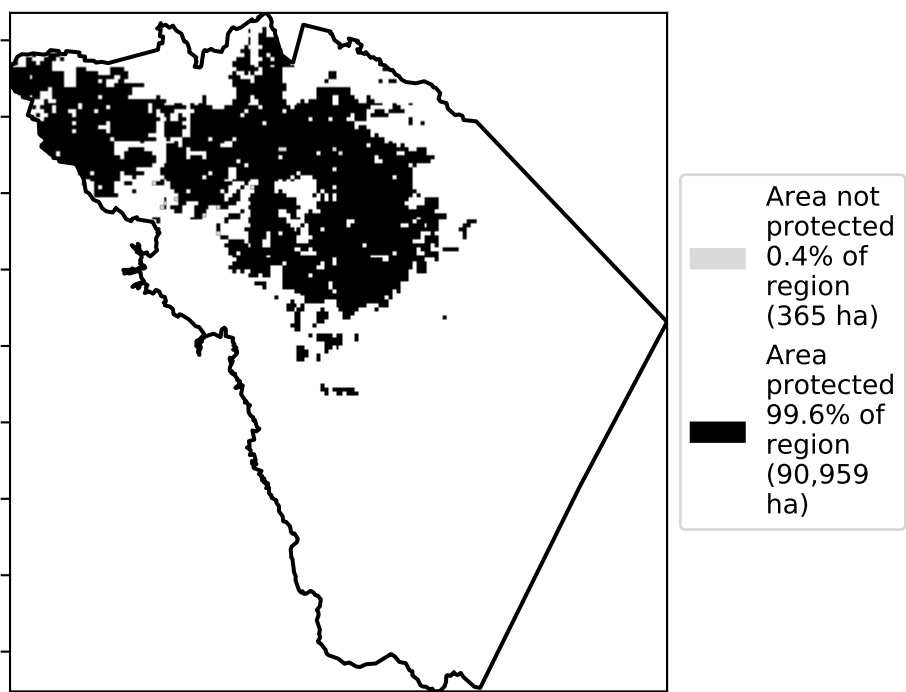 Area not
protected
0.4% of
region
(365 ha)
Area
protected
99.6% of
region
(90,959
ha)